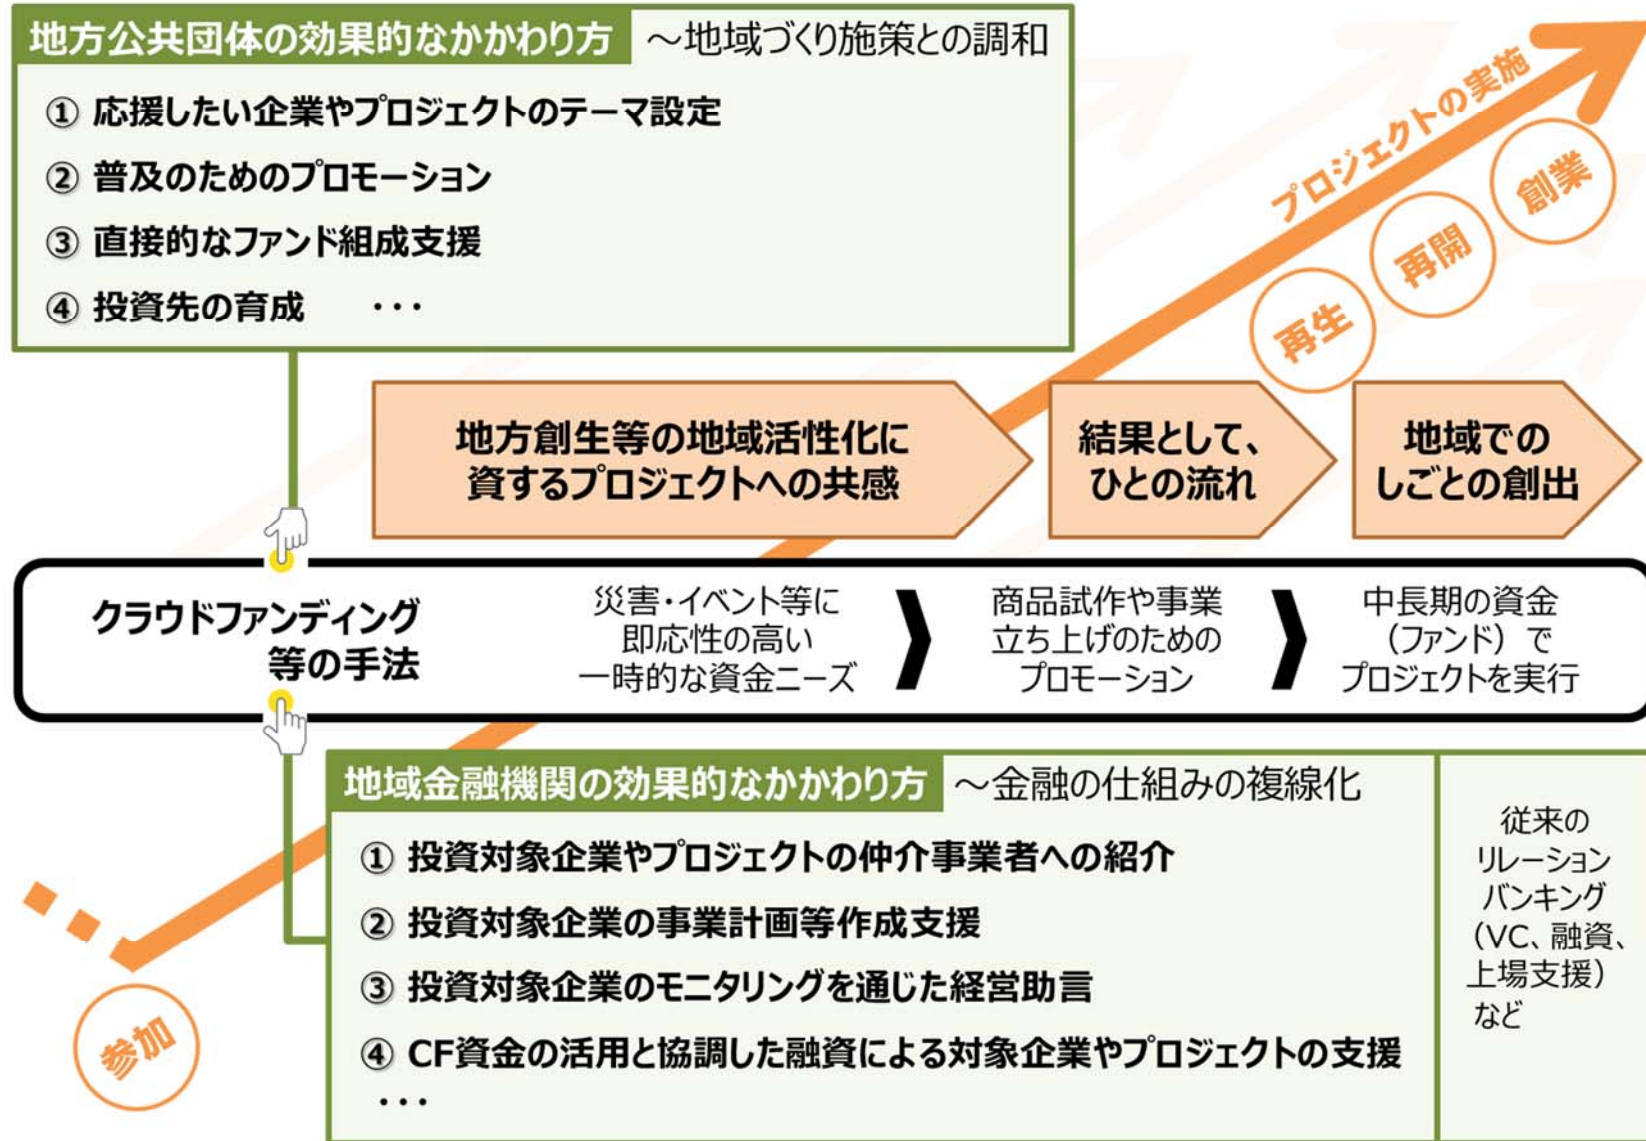 地方公共団体の効果的なかかわり方 ～地域づくり施策との調和
① 応援したい企業やプロジェクトのテーマ設定
② 普及のためのプロモーション
③ 直接的なファンド組成支援
④ 投資先の育成 ・・・
プロジェクトの実施
再生
再開
創業
地方創生等の地域活性化に
資するプロジェクトへの共感
結果として、
ひとの流れ
地域での
しごとの創出
クラウドファンディング
等の手法
災害・イベント等に
即応性の高い
一時的な資金ニーズ
商品試作や事業
立ち上げのための
プロモーション
中長期の資金
（ファンド）で
プロジェクトを実行
地域金融機関の効果的なかかわり方 ～金融の仕組みの複線化
① 投資対象企業やプロジェクトの仲介事業者への紹介
② 投資対象企業の事業計画等作成支援
③ 投資対象企業のモニタリングを通じた経営助言
④ CF資金の活用と協調した融資による対象企業やプロジェクトの支援
・・・
従来の
リレーション
バンキング
（VC、融資、
上場支援）
など
参加